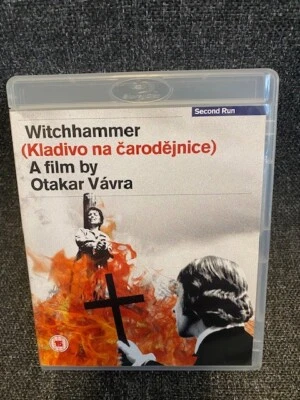 Second Run
Witchhammer
(Kladivo na čarodějnice)
A film by
Otakar Vávra
15